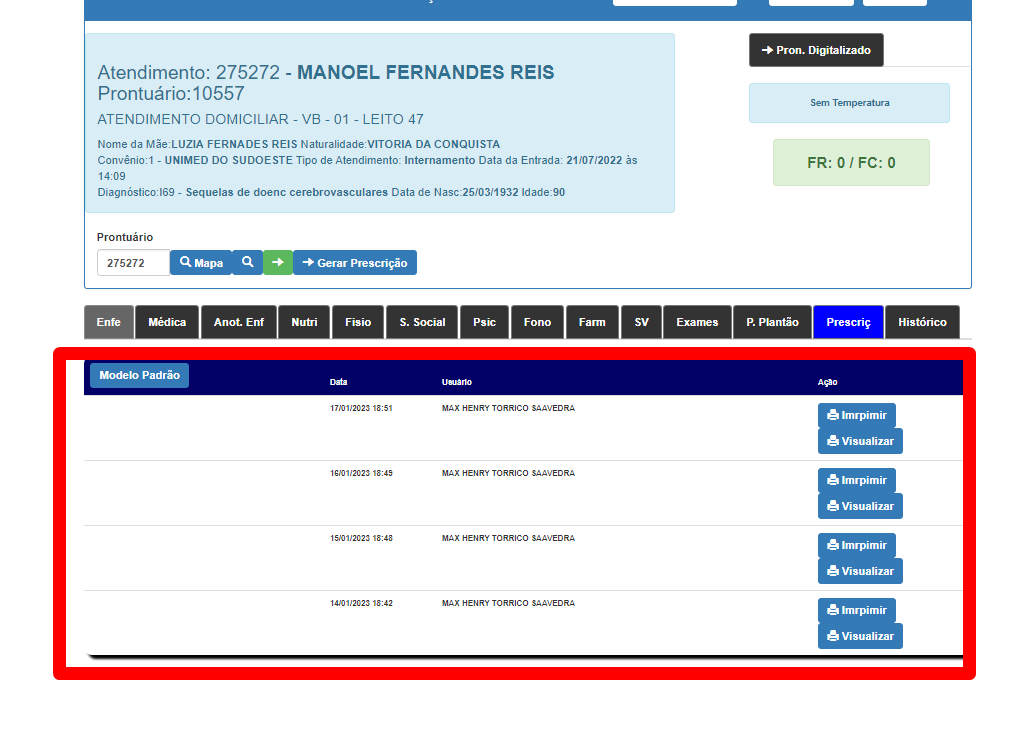 Pron. Digitalizado
Atendimento: 275272 - MANOEL FERNANDES REIS
Prontuário:10557
ATENDIMENTO DOMICILIAR - VB - 01 - LEITO 47
Nome da Mãe:LUZIA FERNADES REIS Naturalidade:VITORIA DA CONQUISTA
Convênio:1 - UNIMED DO SUDOESTE Tipo de Atendimento: Internamento Data da Entrada: 21/07/2022 às
14:09
Diagnóstico:I69 - Sequelas de doenc cerebrovasculares Data de Nasc:25/03/1932 Idade:90
Sem Temperatura
FR: 0 / FC: 0
Prontuário
275272 Mapa Gerar Prescrição
Enfe Médica Anot. Enf Nutri Fisio S. Social Psic Fono Farm SV Exames P. Plantão Prescriç Histórico
Modelo Padrão Data Usuário Ação
17/01/2023 18:51 MAX HENRY TORRICO SAAVEDRA Imrpimir
Visualizar
16/01/2023 18:49 MAX HENRY TORRICO SAAVEDRA Imrpimir
Visualizar
15/01/2023 18:48 MAX HENRY TORRICO SAAVEDRA Imrpimir
Visualizar
14/01/2023 18:42 MAX HENRY TORRICO SAAVEDRA Imrpimir
Visualizar